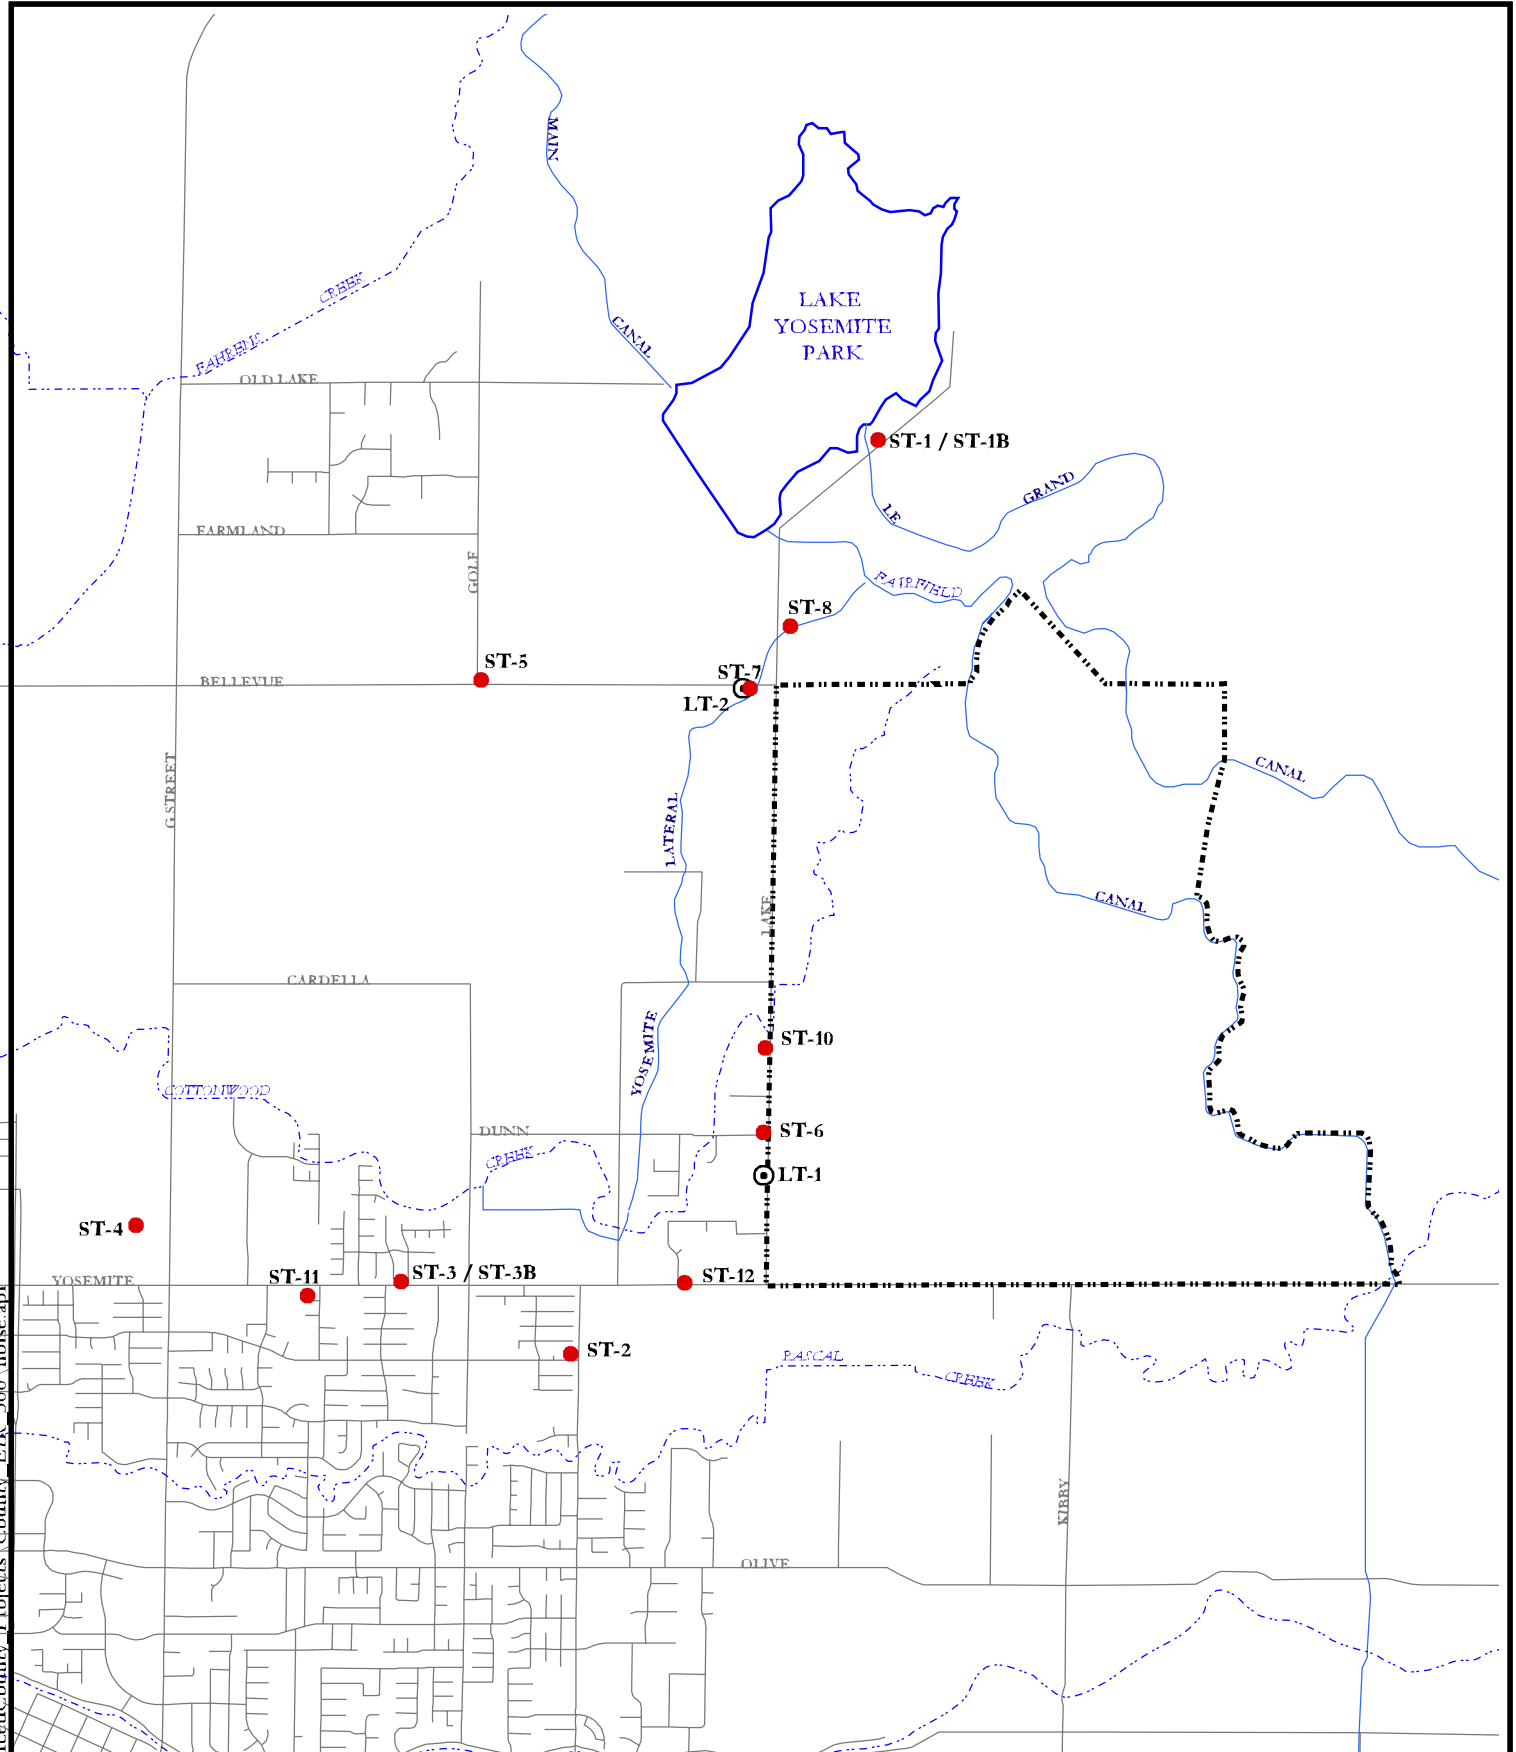 MAIN
CREEK
FAHRENS
CANAL
LAKE
YOSEMITE
PARK
OLD LAKE
ST-1 / ST-1B
GRAND
LE
FARMLAND
GOLF
FAIRFIELD
ST-8
ST-5
ST-7
BELLEVUE
LT-2
G STREET
CANAL
LATERAL
CANAL
LAKE
CARDELLA
ST-10
YOSEMITE
COTTONWOOD
DUNN
ST-6
CREEK
LT-1
ST-4
YOSEMITE
ST-11
ST-3 / ST-3B
ST-12
ST-2
RASCAL
CREEK
KIBBY
OLIVE